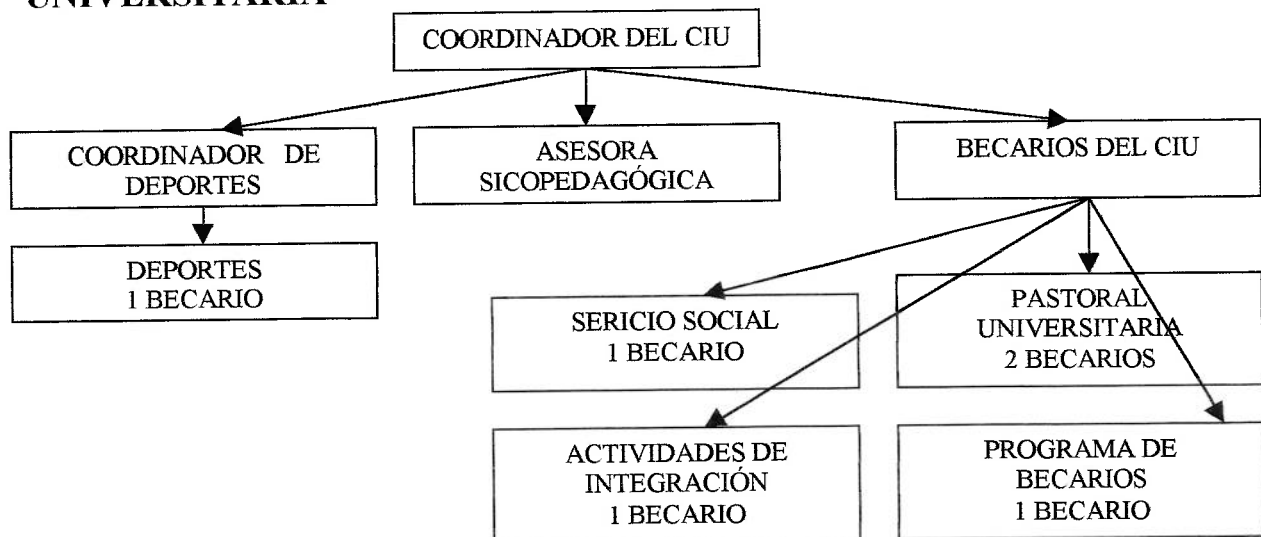 UNIVERSITARIA
COORDINADOR DEL CIU
COORDINADOR DE
DEPORTES
ASESORA
SICOPEDAGÓGICA
BECARIOS DEL CIU
DEPORTES
1 BECARIO
SERICIO SOCIAL
1 BECARIO
PASTORAL
UNIVERSITARIA
2 BECARIOS
ACTIVIDADES DE
INTEGRACIÓN
1 BECARIO
PROGRAMA DE
BECARIOS
1 BECARIO